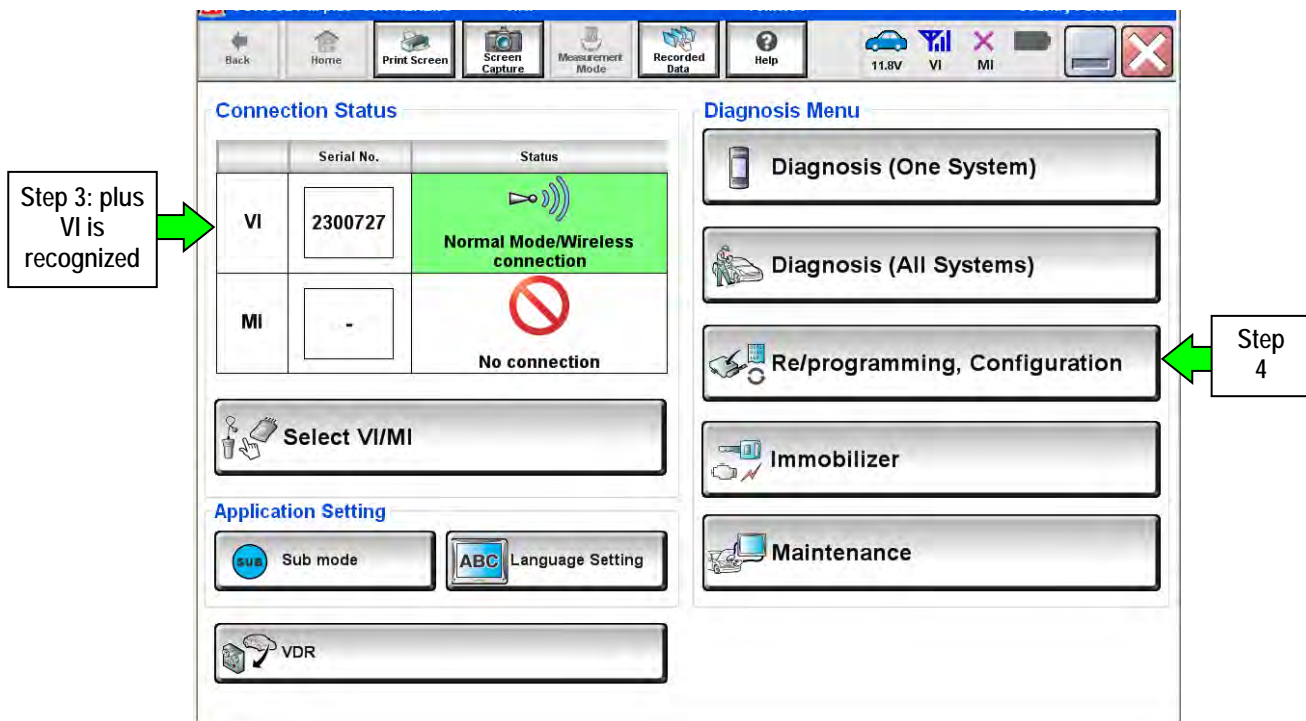 Back
Home
Print Screen
Screen
Capture
Measurement
Mode
Recorded
Data
Help
11.8V
VI
MI
Connection Status
Serial No.
Status
VI
2300727
Normal Mode/Wireless
connection
MI
-
No connection
Select VI/MI
Application Setting
SUB
Sub mode
ABC
Language Setting
VDR
Diagnosis Menu
Diagnosis (One System)
Diagnosis (All Systems)
Re/programming, Configuration
Immobilizer
Maintenance
Step 3: plus
VI is
recognized
Step
4